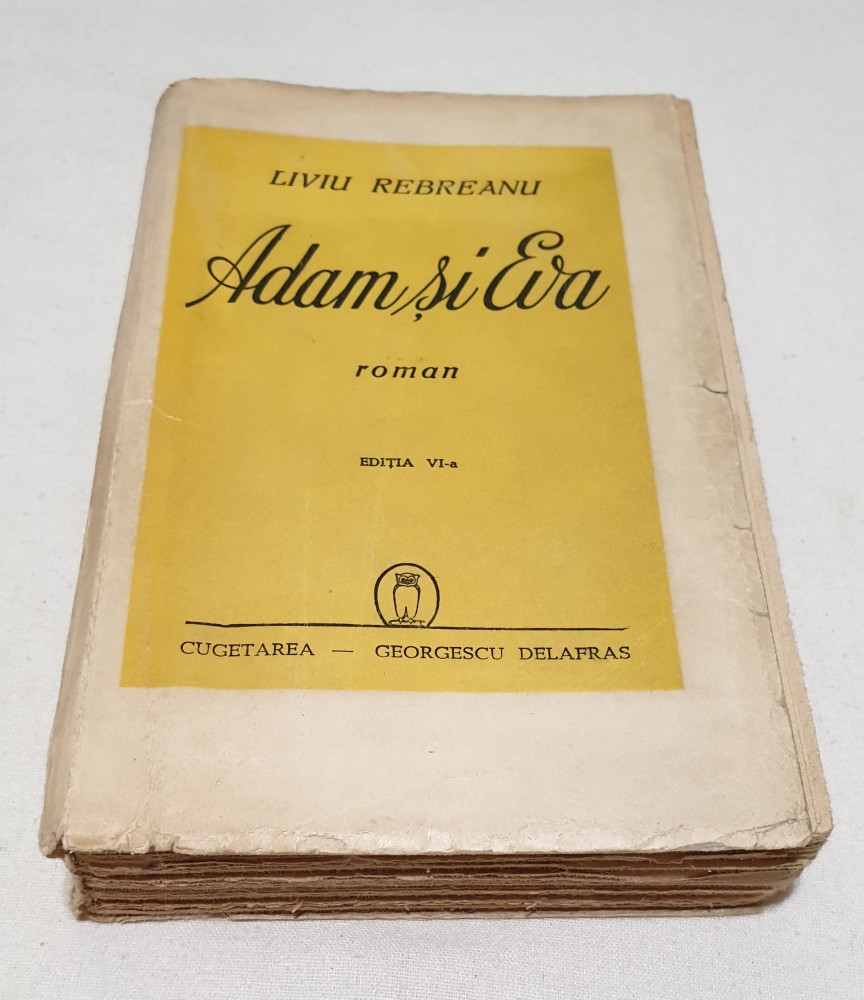 LIVIU REBREANU
Adam și Eva
roman
EDIȚIA VI-a
CUGETAREA — GEORGESCU DELAFRAS